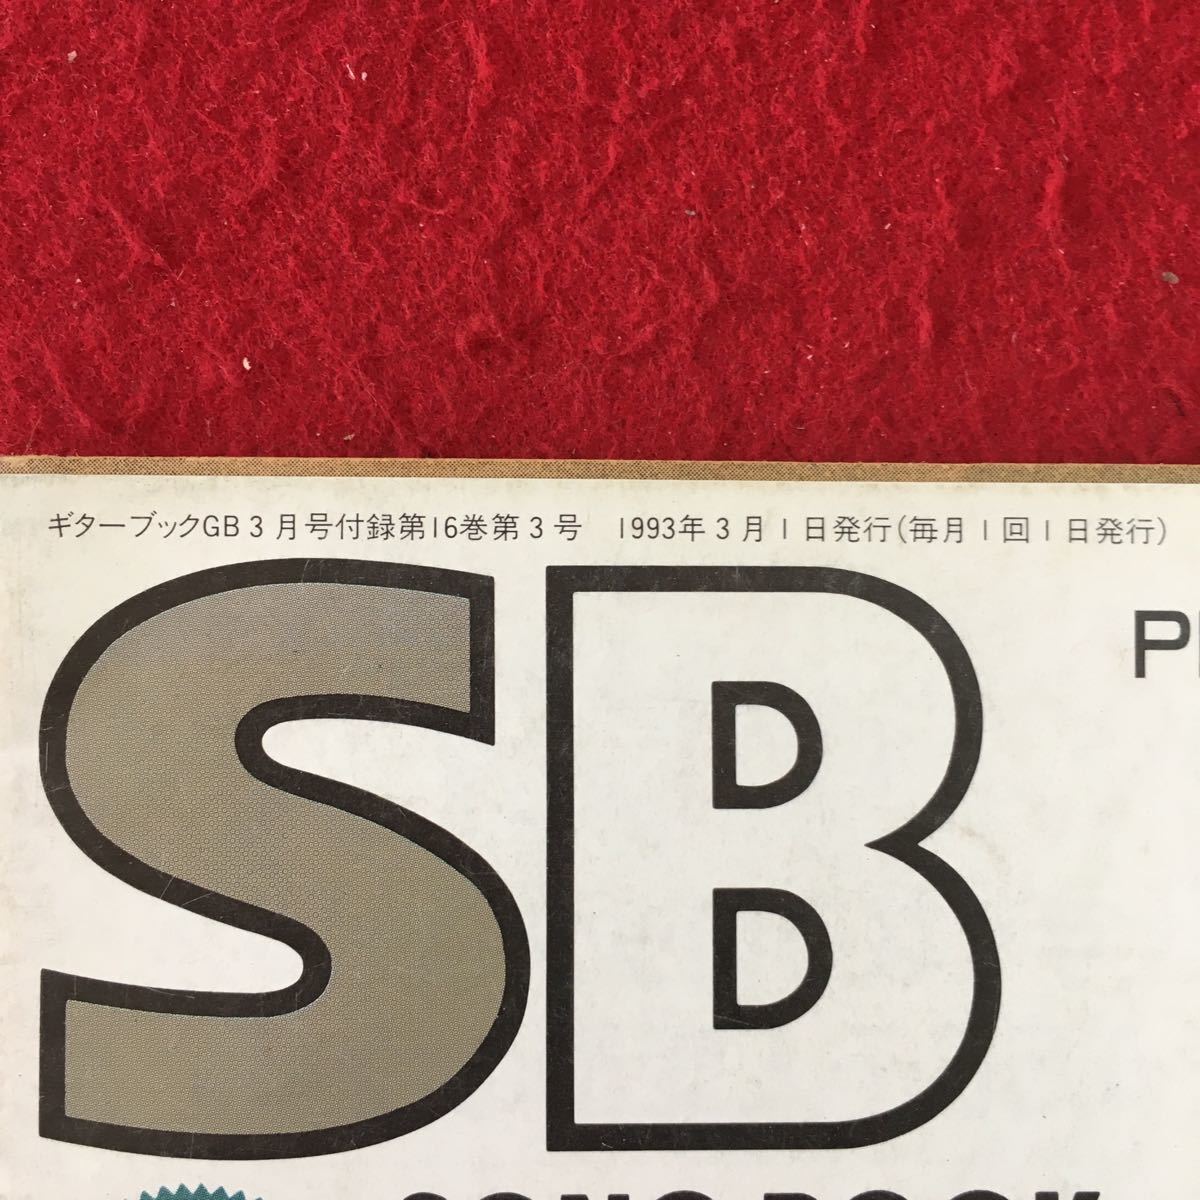 ギターブックGB3月号付録第16巻第3号　1993年3月1日発行(毎月1回1日発行)
SB
SONG BOOK